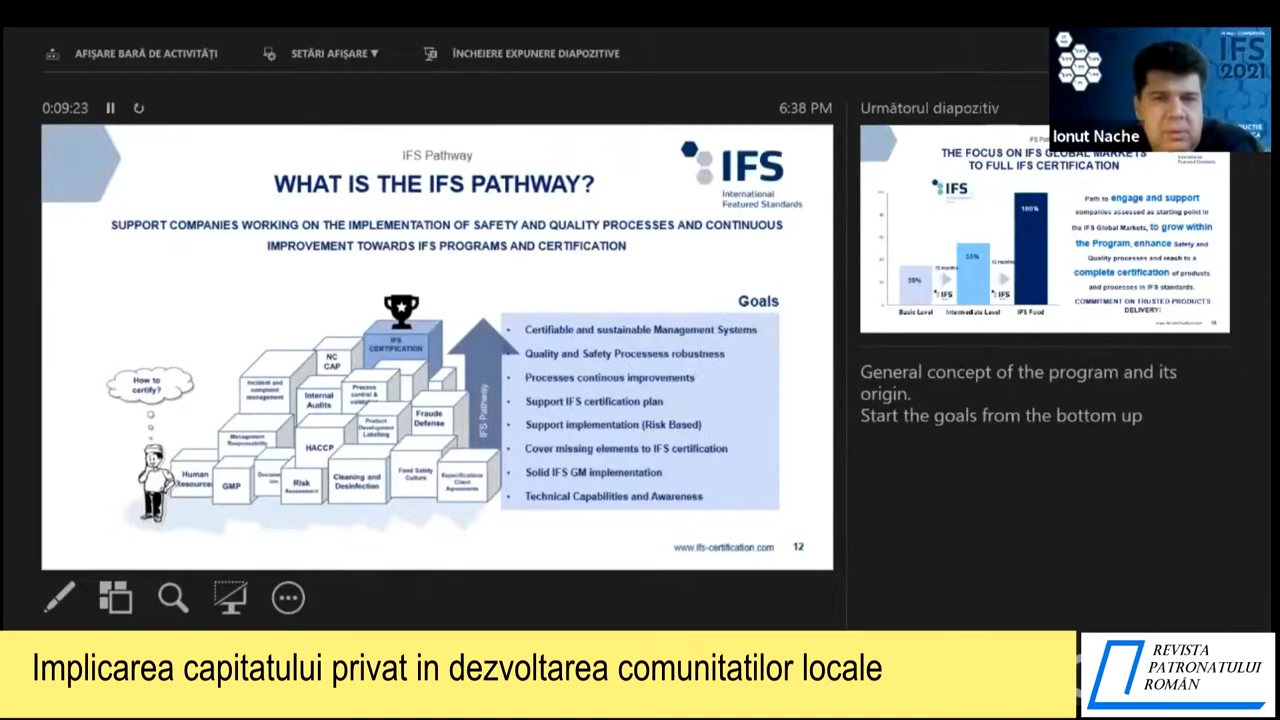 AFIȘARE BARĂ DE ACTIVITĂȚI
SETĂRI AFIȘARE ▼
ÎNCHEIERE EXPUNERE DIAPOZITIVE
0:09:23
6:38 PM
IFS Pathway
IFS
International
Featured Standards
WHAT IS THE IFS PATHWAY?
SUPPORT COMPANIES WORKING ON THE IMPLEMENTATION OF SAFETY AND QUALITY PROCESSES AND CONTINUOUS
IMPROVEMENT TOWARDS IFS PROGRAMS AND CERTIFICATION
How to
certify?
IFS
CERTIFICATION
NC
CAP
Incident and
complaint
management
Internal
Audits
Process
control &
Management
Responsibility
HACCP
Product
Development
Labelling
Fraude
Defense
Human
Resources
GMP
Risk
Assessment
Cleaning and
Desinfection
Food Safety
Culture
Especifications
Client
Agreements
IFS Pathway
Goals
• Certifiable and sustainable Management Systems
• Quality and Safety Processess robustness
• Processes continous improvements
• Support IFS certification plan
• Support implementation (Risk Based)
• Cover missing elements to IFS certification
• Solid IFS GM implementation
• Technical Capabilities and Awareness
www.ifs-certification.com 12
Următorul diapozitiv
IFS
2021
Ionut Nache
THE FOCUS ON IFS GLOBAL MARKETS
TO FULL IFS CERTIFICATION
IFS
100%
Basic Level
Intermediate Level
IFS Food
Path to engage and support
companies assessed as starting point in
the IFS Global Markets, to grow within
the Program, enhance Safety and
Quality processes and reach to a
complete certification of products
and processes in IFS standards.
COMMITMENT ON TRUSTED PRODUCTS
DELIVERY!
General concept of the program and its
origin.
Start the goals from the bottom up
Implicarea capitatului privat in dezvoltarea comunitatilor locale
REVISTA
PATRONATULUI
ROMÂN